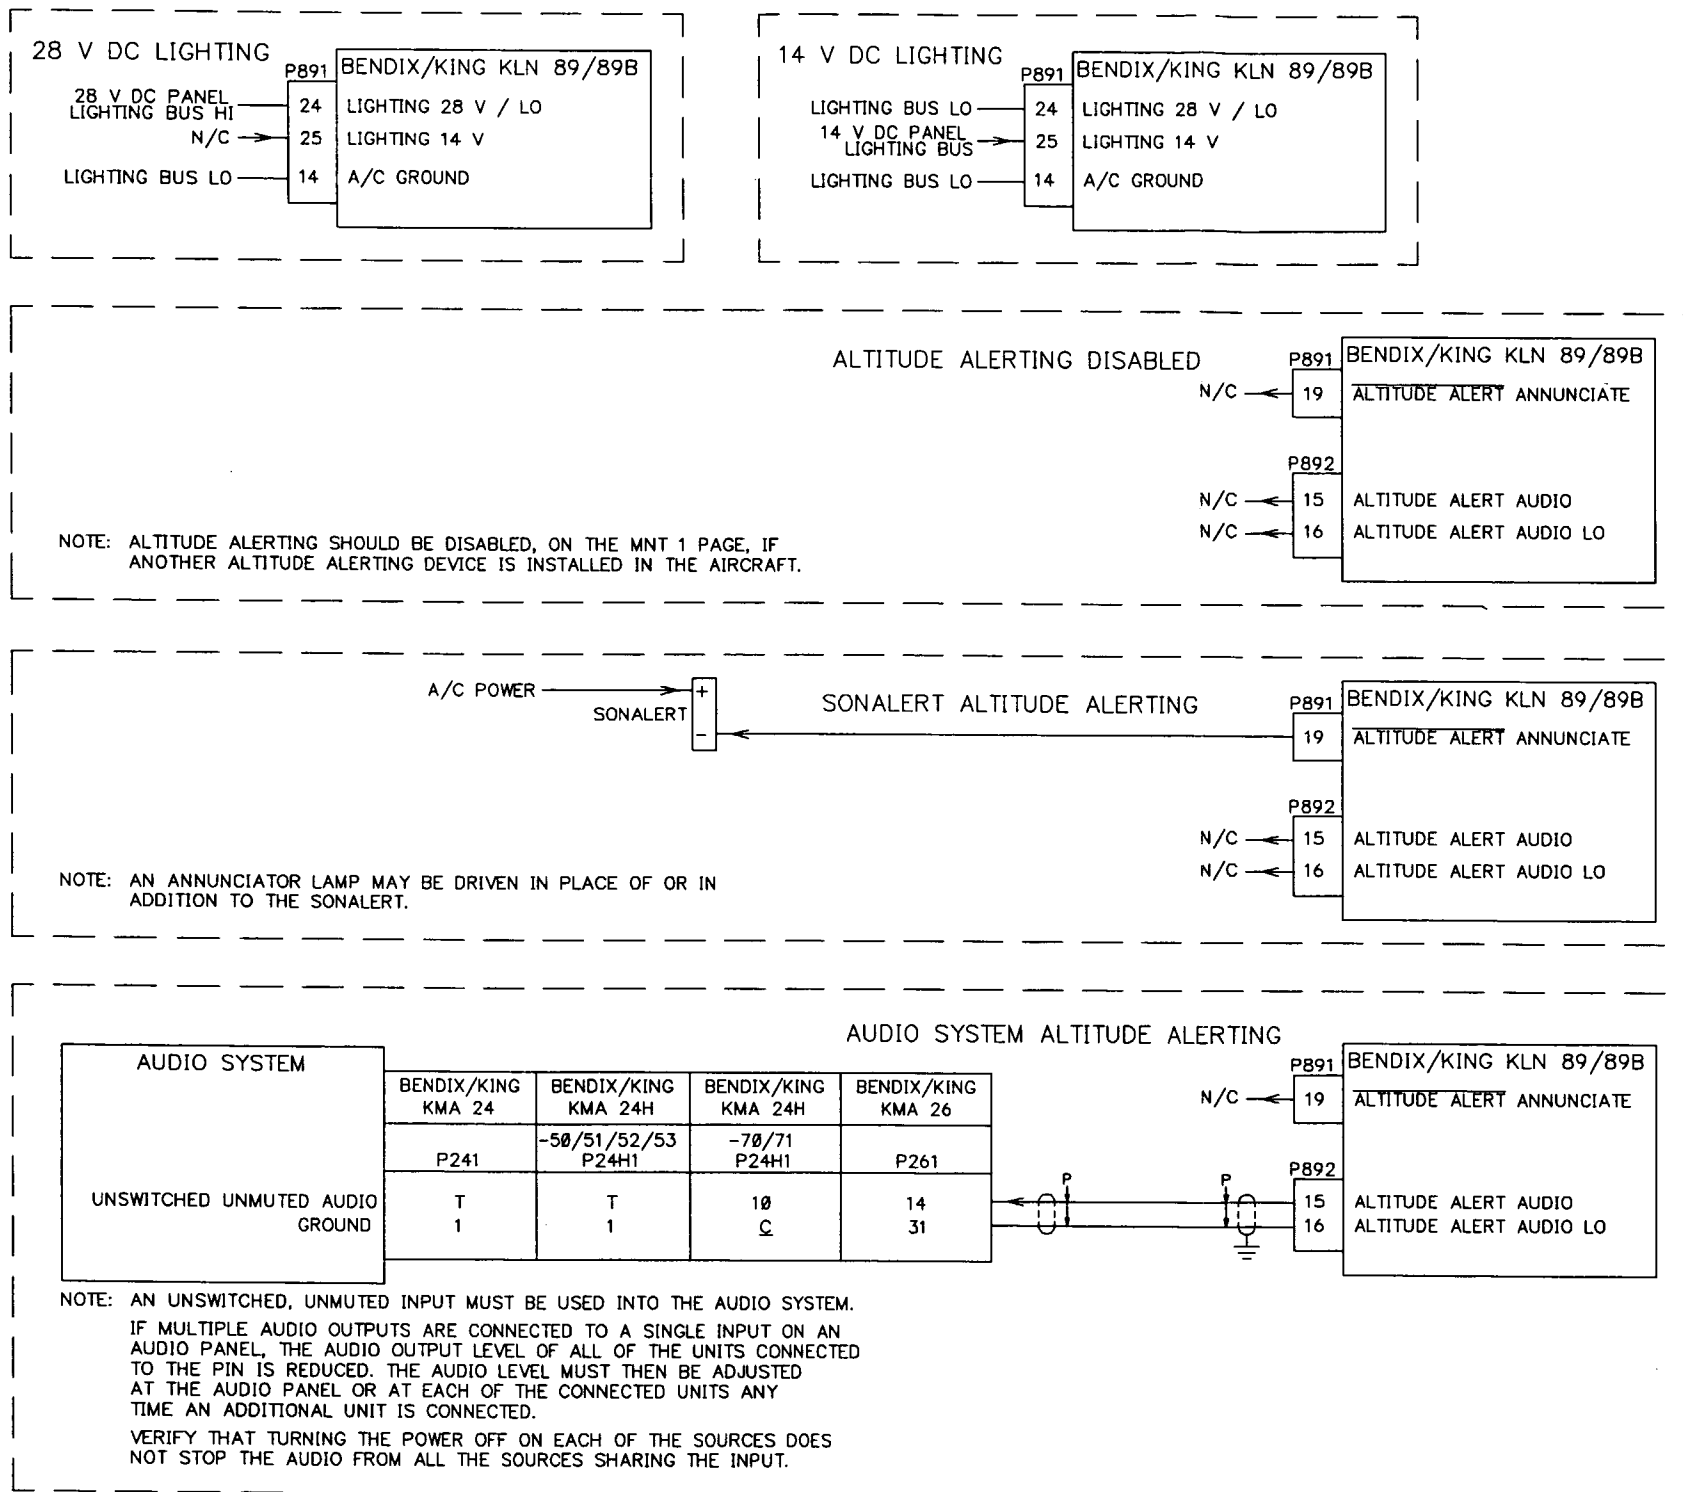 28 V DC LIGHTING
P891
BENDIX/KING KLN 89/89B
28 V DC PANEL
LIGHTING BUS HI
24 LIGHTING 28 V / LO
N/C 25 LIGHTING 14 V
LIGHTING BUS LO 14 A/C GROUND
14 V DC LIGHTING
P891
BENDIX/KING KLN 89/89B
LIGHTING BUS LO 24 LIGHTING 28 V / LO
14 V DC PANEL
LIGHTING BUS
25 LIGHTING 14 V
LIGHTING BUS LO 14 A/C GROUND
ALTITUDE ALERTING DISABLED
P891
BENDIX/KING KLN 89/89B
N/C 19 ALTITUDE ALERT ANNUNCIATE
P892
N/C 15 ALTITUDE ALERT AUDIO
N/C 16 ALTITUDE ALERT AUDIO LO
NOTE: ALTITUDE ALERTING SHOULD BE DISABLED, ON THE MNT 1 PAGE, IF
ANOTHER ALTITUDE ALERTING DEVICE IS INSTALLED IN THE AIRCRAFT.
A/C POWER +
SONALERT
-
SONALERT ALTITUDE ALERTING
P891
BENDIX/KING KLN 89/89B
19 ALTITUDE ALERT ANNUNCIATE
P892
N/C 15 ALTITUDE ALERT AUDIO
N/C 16 ALTITUDE ALERT AUDIO LO
NOTE: AN ANNUNCIATOR LAMP MAY BE DRIVEN IN PLACE OF OR IN
ADDITION TO THE SONALERT.
AUDIO SYSTEM ALTITUDE ALERTING
AUDIO SYSTEM
BENDIX/KING KMA 24
BENDIX/KING KMA 24H
BENDIX/KING KMA 24H
BENDIX/KING KMA 26
-50/51/52/53 -70/71
P241 P24H1 P24H1 P261
UNSWITCHED UNMUTED AUDIO T T 10 14
GROUND 1 1 C 31
P P
P891
BENDIX/KING KLN 89/89B
N/C 19 ALTITUDE ALERT ANNUNCIATE
P892
15 ALTITUDE ALERT AUDIO
16 ALTITUDE ALERT AUDIO LO
NOTE: AN UNSWITCHED, UNMUTED INPUT MUST BE USED INTO THE AUDIO SYSTEM.
IF MULTIPLE AUDIO OUTPUTS ARE CONNECTED TO A SINGLE INPUT ON AN
AUDIO PANEL, THE AUDIO OUTPUT LEVEL OF ALL OF THE UNITS CONNECTED
TO THE PIN IS REDUCED. THE AUDIO LEVEL MUST THEN BE ADJUSTED
AT THE AUDIO PANEL OR AT EACH OF THE CONNECTED UNITS ANY
TIME AN ADDITIONAL UNIT IS CONNECTED.
VERIFY THAT TURNING THE POWER OFF ON EACH OF THE SOURCES DOES
NOT STOP THE AUDIO FROM ALL THE SOURCES SHARING THE INPUT.